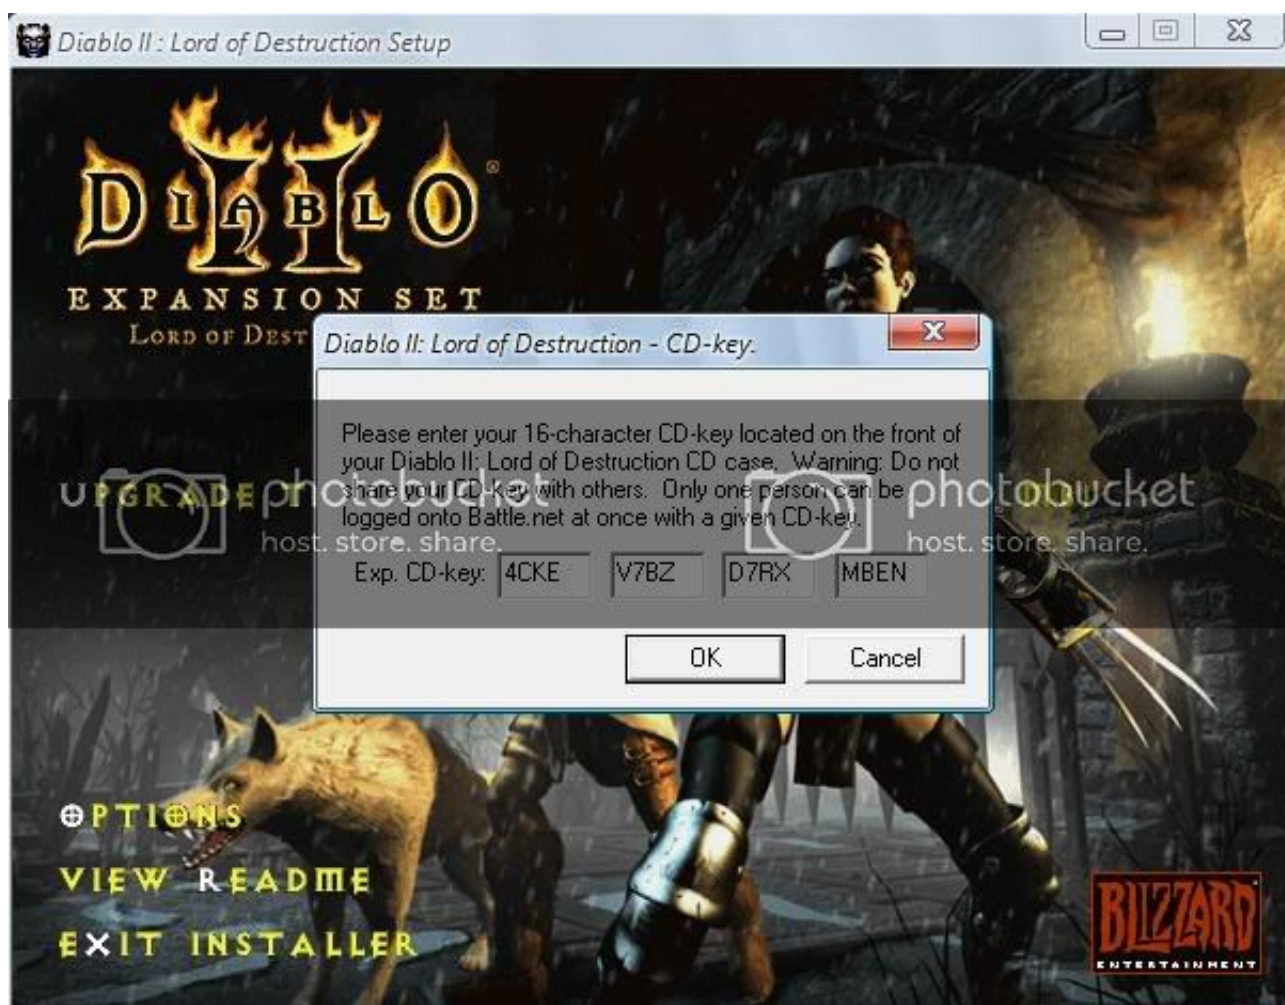 Diablo II : Lord of Destruction Setup
DIABLO II
EXPANSION SET
LORD OF DEST
Diablo II: Lord of Destruction - CD-key.
Please enter your 16-character CD-key located on the front of
your Diablo II: Lord of Destruction CD case. Warning: Do not
share your CD-key with others. Only one person can be
logged onto Battle.net at once with a given CD-key.
UPGRADE T
photobucket
host. store. share.
photobucket
host. store. share.
Exp. CD-key: 4CKE V7BZ D7RX MBEN
OK Cancel
OPTIONS
VIEW README
EXIT INSTALLER
BLIZZARD
ENTERTAINMENT